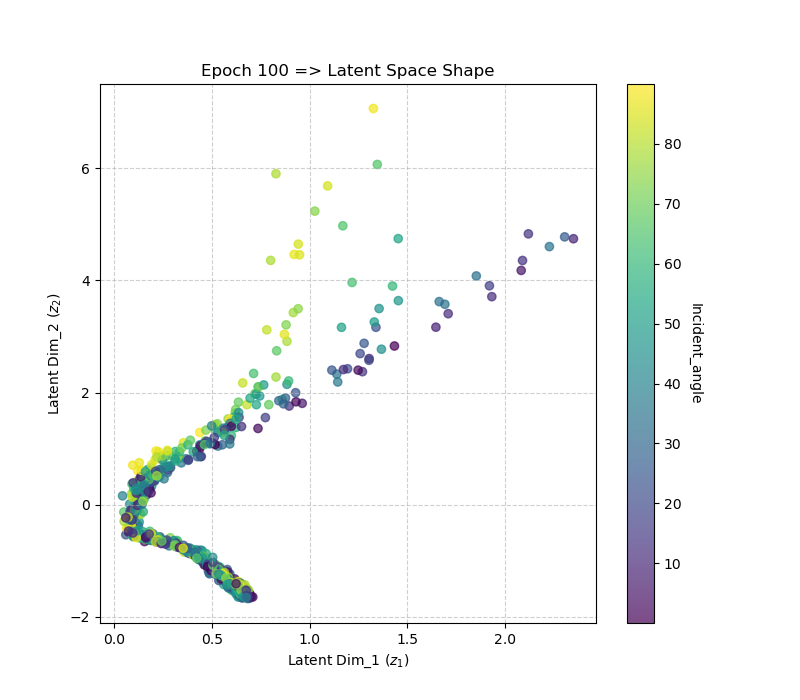 Epoch 100 => Latent Space Shape
Latent Dim_2 (z₂)
6
4
2
0
−2
0.0 0.5 1.0 1.5 2.0
Latent Dim_1 (z₁)
80
70
60
50
40
30
20
10
Incident_angle